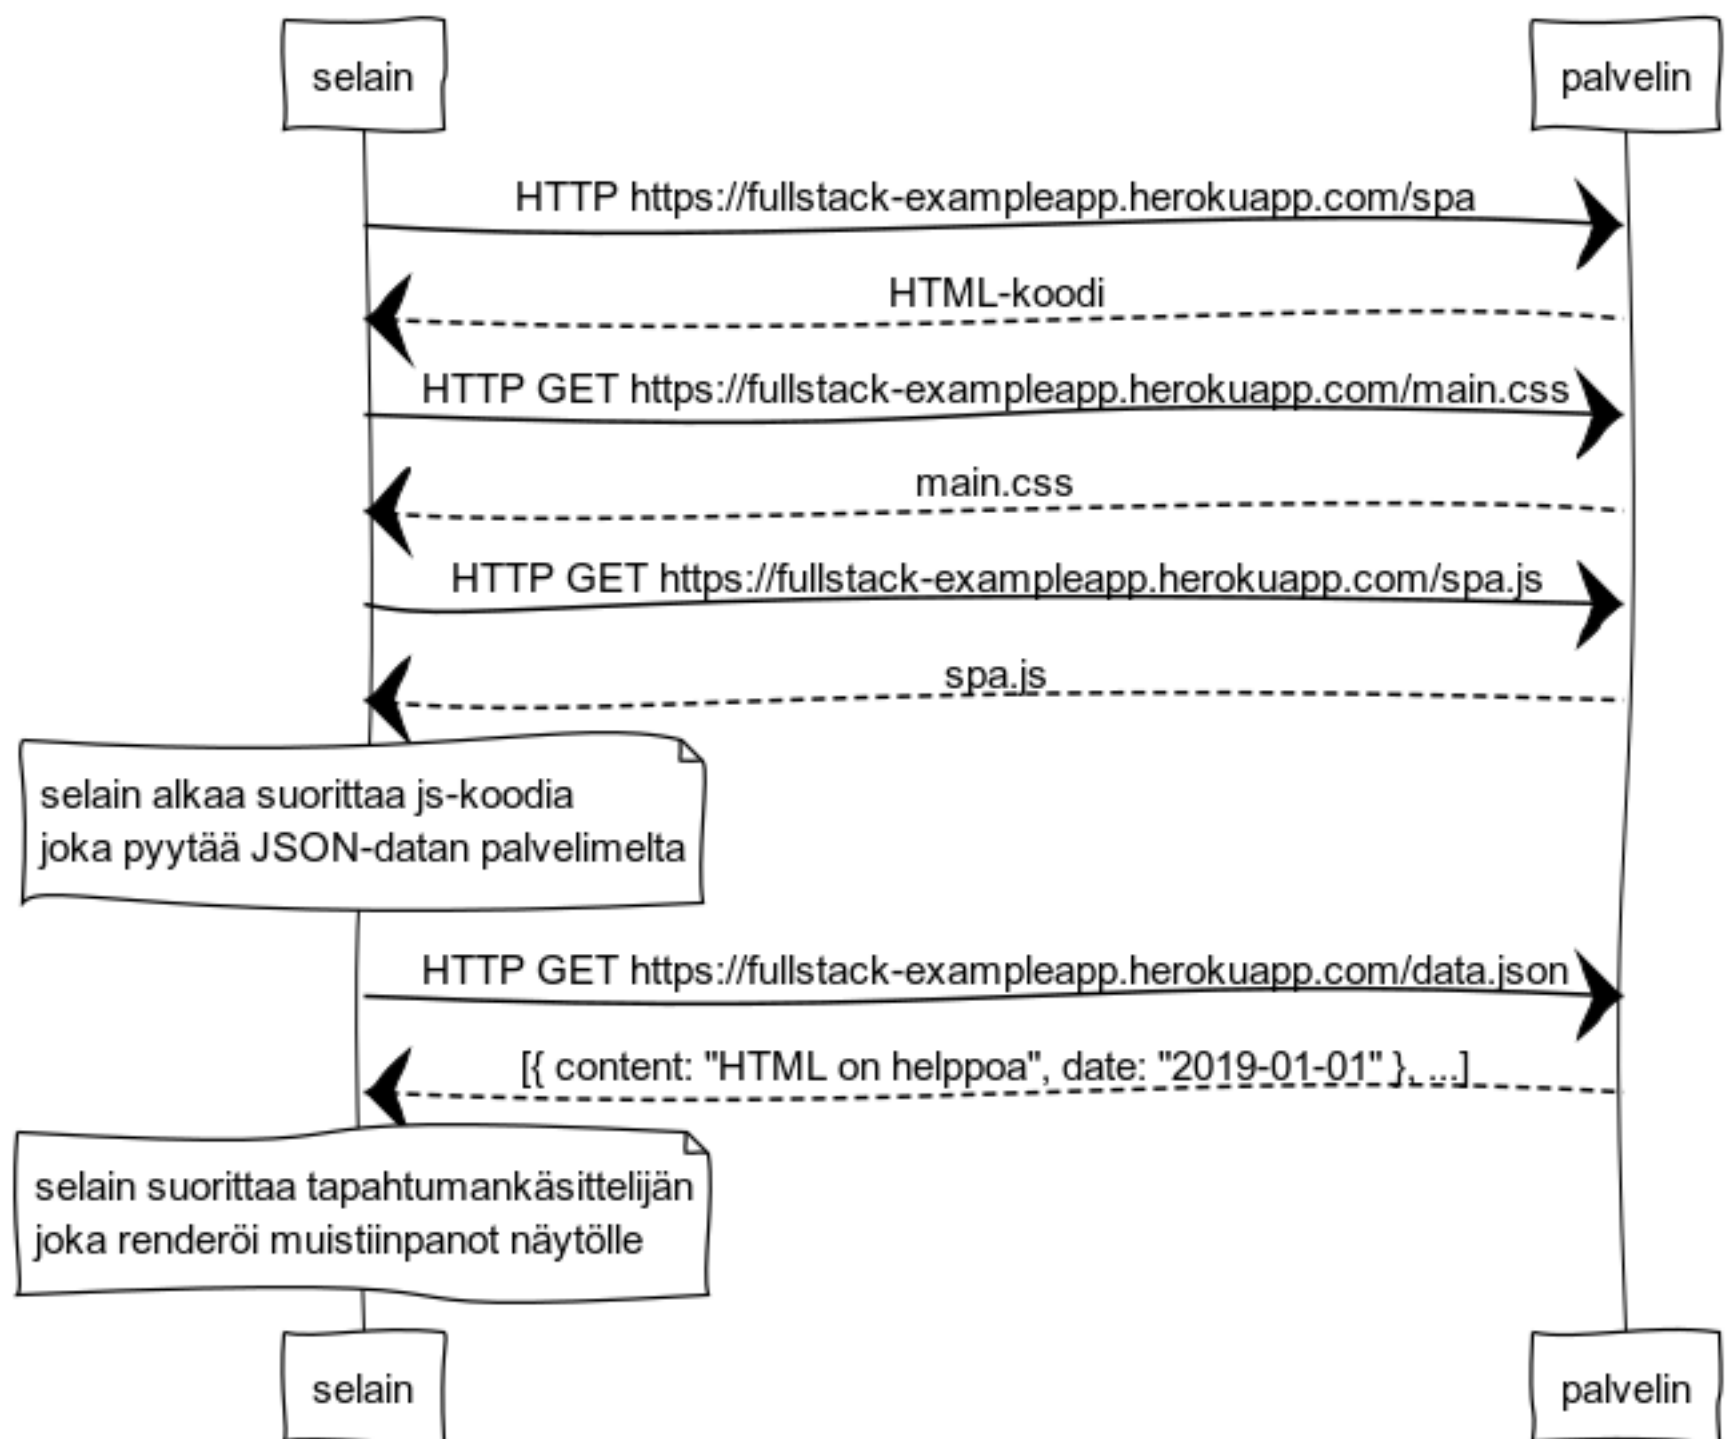 selain
palvelin
HTTP https://fullstack-exampleapp.herokuapp.com/spa
HTML-koodi
HTTP GET https://fullstack-exampleapp.herokuapp.com/main.css
main.css
HTTP GET https://fullstack-exampleapp.herokuapp.com/spa.js
spa.js
selain alkaa suorittaa js-koodia
joka pyytää JSON-datan palvelimelta
HTTP GET https://fullstack-exampleapp.herokuapp.com/data.json
[{ content: "HTML on helppoa", date: "2019-01-01" }, ...]
selain suorittaa tapahtumankäsittelijän
joka renderöi muistiinpanot näytölle
selain
palvelin